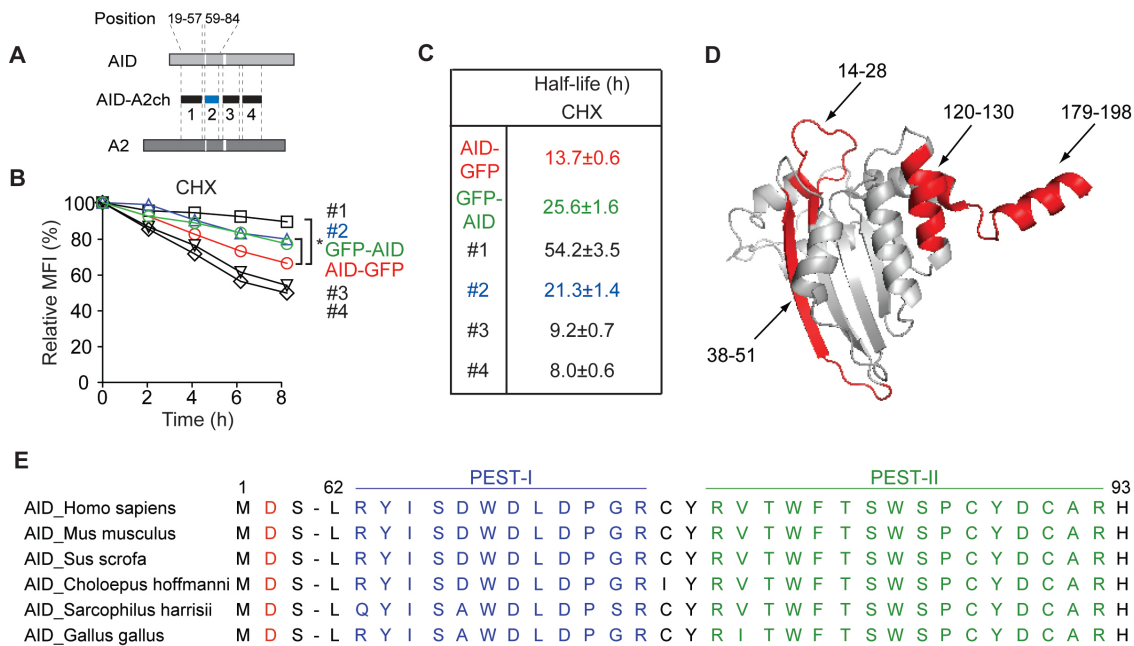 A
Position 19-57 59-84
AID
AID-A2ch
1 2 3 4
A2
B
CHX
Relative MFI (%)
100
80
60
40
20
0
0 2 4 6 8
Time (h)
#1
#2
* GFP-AID
AID-GFP
#3
#4
C
Half-life (h)
CHX
AID-GFP 13.7±0.6
GFP-AID 25.6±1.6
#1 54.2±3.5
#2 21.3±1.4
#3 9.2±0.7
#4 8.0±0.6
D
14-28
120-130
179-198
38-51
E
PEST-I PEST-II
1 62 93
AID_Homo sapiens M D S - L R Y I S D W D L D P G R C Y R V T W F T S W S P C Y D C A R H
AID_Mus musculus M D S - L R Y I S D W D L D P G R C Y R V T W F T S W S P C Y D C A R H
AID_Sus scrofa M D S - L R Y I S D W D L D P G R C Y R V T W F T S W S P C Y D C A R H
AID_Choloepus hoffmanni M D S - L R Y I S D W D L D P G R I Y R V T W F T S W S P C Y D C A R H
AID_Sarcophilus harrisii M D S - L Q Y I S A W D L D P S R C Y R V T W F T S W S P C Y D C A R H
AID_Gallus gallus M D S - L R Y I S A W D L D P G R C Y R I T W F T S W S P C Y D C A R H